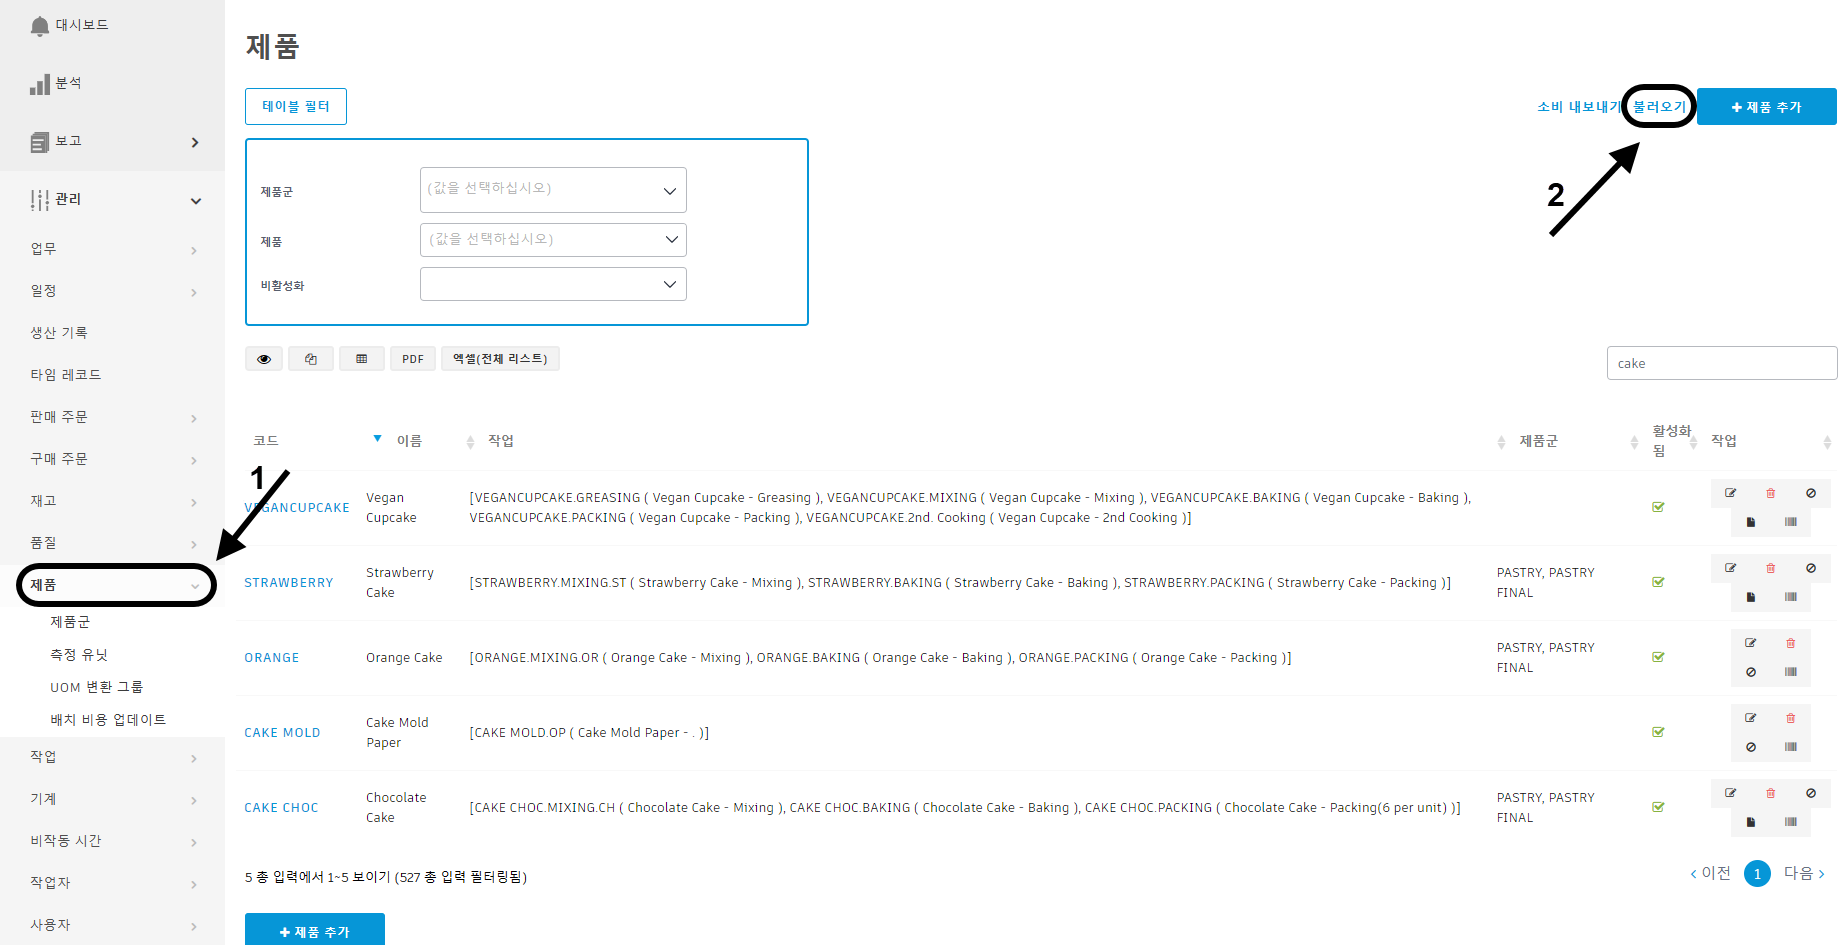 대시보드
분석
보고
관리
업무
일정
생산 기록
타임 레코드
판매 주문
구매 주문
재고
품질
제품
제품군
측정 유닛
UOM 변환 그룹
배치 비용 업데이트
작업
기계
비작동 시간
작업자
사용자
제품
테이블 필터
소비 내보내기
불러오기
제품 추가
2
제품군
(값을 선택하십시오)
제품
(값을 선택하십시오)
비활성화
PDF
엑셀(전체 리스트)
cake
코드
이름
작업
제품군
활성화
됨
작업
1
VEGANCUPCAKE
Vegan
Cupcake
[VEGANCUPCAKE.GREASING ( Vegan Cupcake - Greasing ), VEGANCUPCAKE.MIXING ( Vegan Cupcake - Mixing ), VEGANCUPCAKE.BAKING ( Vegan Cupcake - Baking ),
VEGANCUPCAKE.PACKING ( Vegan Cupcake - Packing ), VEGANCUPCAKE.2nd. Cooking ( Vegan Cupcake - 2nd Cooking )]
STRAWBERRY
Strawberry
Cake
[STRAWBERRY.MIXING.ST ( Strawberry Cake - Mixing ), STRAWBERRY.BAKING ( Strawberry Cake - Baking ), STRAWBERRY.PACKING ( Strawberry Cake - Packing )]
PASTRY, PASTRY
FINAL
ORANGE
Orange Cake
[ORANGE.MIXING.OR ( Orange Cake - Mixing ), ORANGE.BAKING ( Orange Cake - Baking ), ORANGE.PACKING ( Orange Cake - Packing )]
PASTRY, PASTRY
FINAL
CAKE MOLD
Cake Mold
Paper
[CAKE MOLD.OP ( Cake Mold Paper - . )]
CAKE CHOC
Chocolate
Cake
[CAKE CHOC.MIXING.CH ( Chocolate Cake - Mixing ), CAKE CHOC.BAKING ( Chocolate Cake - Baking ), CAKE CHOC.PACKING ( Chocolate Cake - Packing(6 per unit) )]
PASTRY, PASTRY
FINAL
5 총 입력에서 1~5 보이기 (527 총 입력 필터링됨)
이전
1
다음
제품 추가